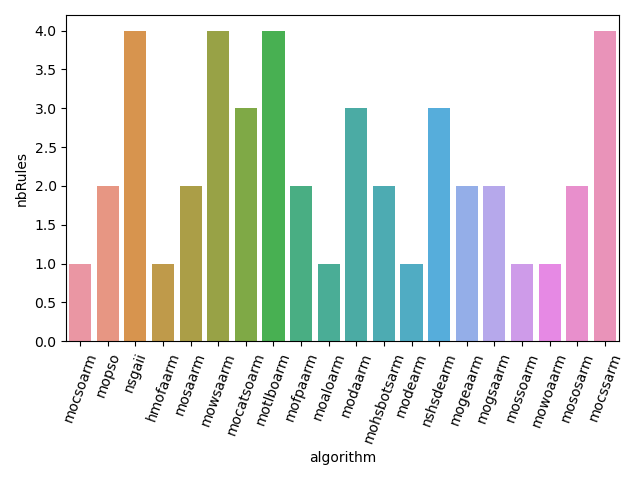 4.0
3.5
3.0
2.5
2.0
1.5
1.0
0.5
0.0
nbRules
mocsoarm
mopso
nsgaii
hmofaarm
mosaarm
mowsaarm
mocatsoarm
motlboarm
mofpaarm
moaloarm
modaarm
mohsbotsarm
modearm
nshsdearm
mogeaarm
mogsaarm
mossoarm
mowoaarm
mososarm
mocssarm
algorithm